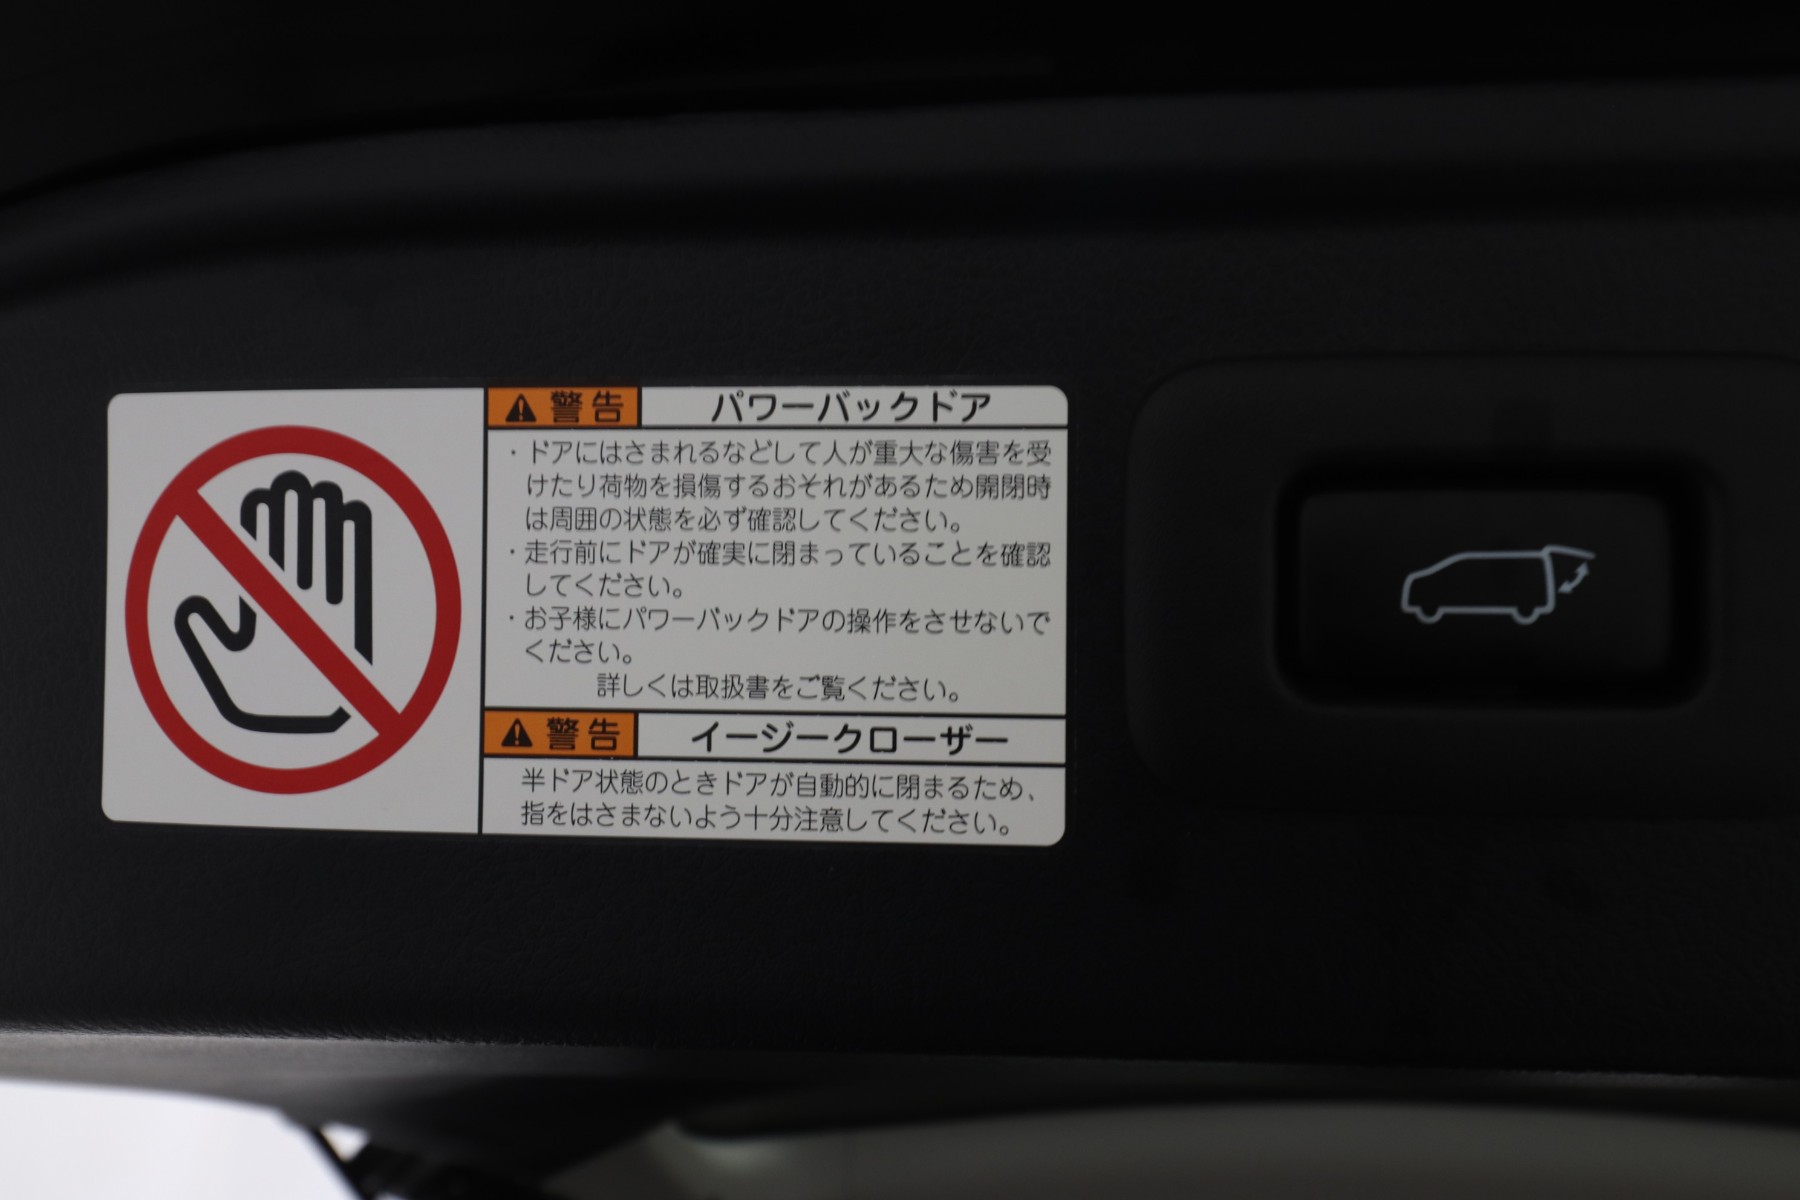 警告 パワーバックドア
・ドアにはさまれるなどして人が重大な傷害を受
けたり荷物を損傷するおそれがあるため開閉時
は周囲の状態を必ず確認してください。
・走行前にドアが確実に閉まっていることを確認
してください。
・お子様にパワーバックドアの操作をさせないで
ください。
詳しくは取扱書をご覧ください。
警告 イージークローザー
半ドア状態のときドアが自動的に閉まるため、
指をはさまないよう十分注意してください。